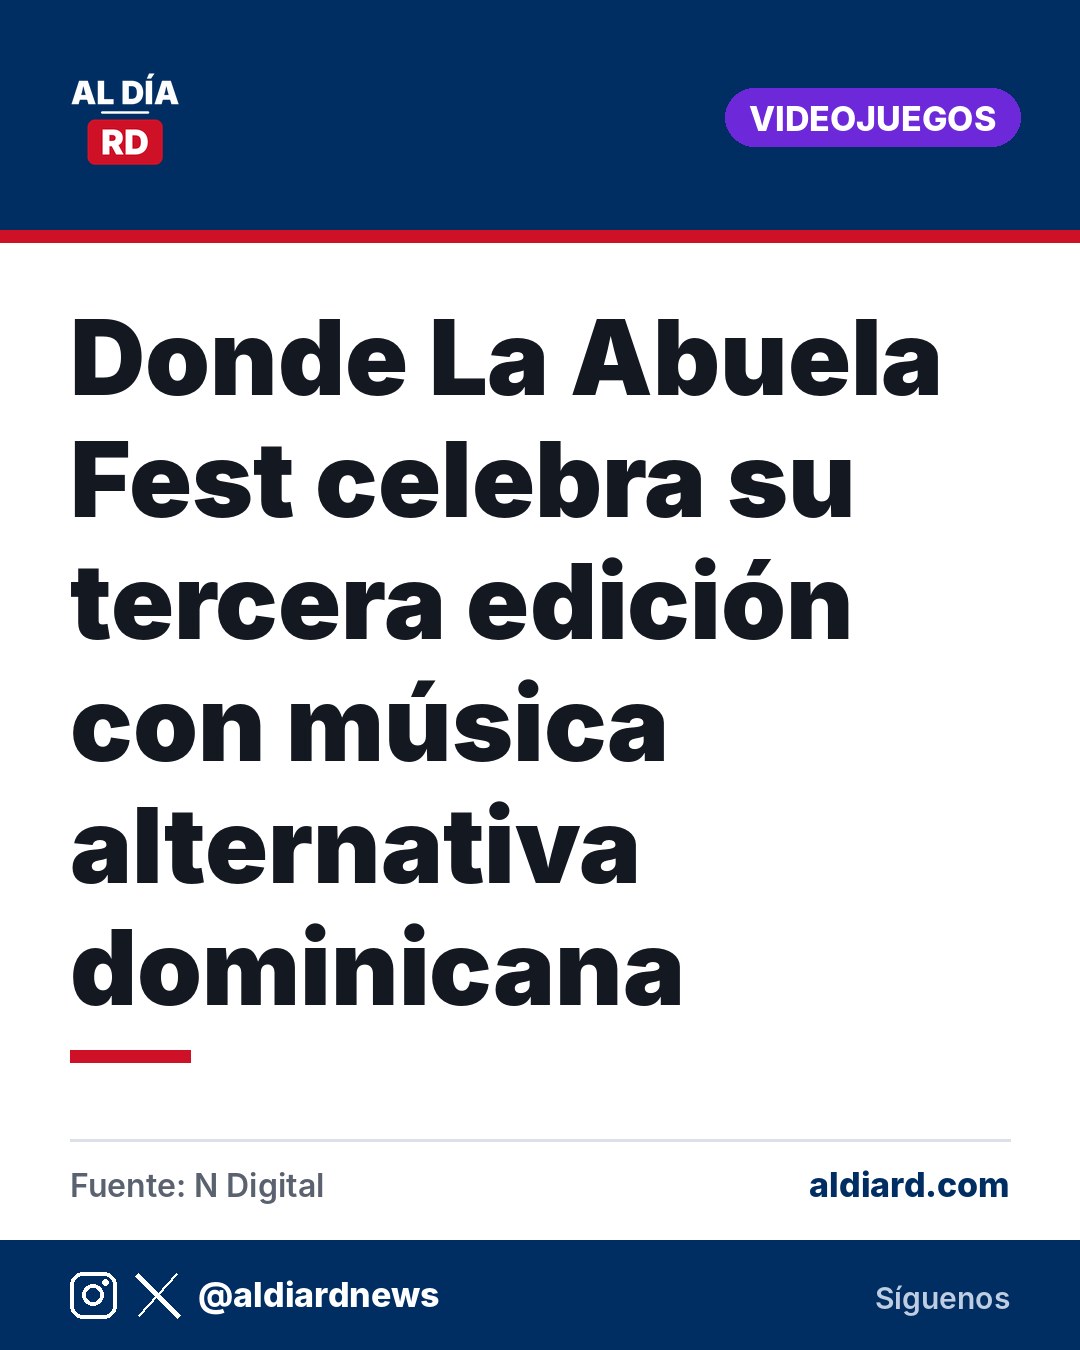 AL DÍA
RD
VIDEOJUEGOS
Donde La Abuela
Fest celebra su
tercera edición
con música
alternativa
dominicana
Fuente: N Digital
aldiard.com
@aldiardnews
Síguenos